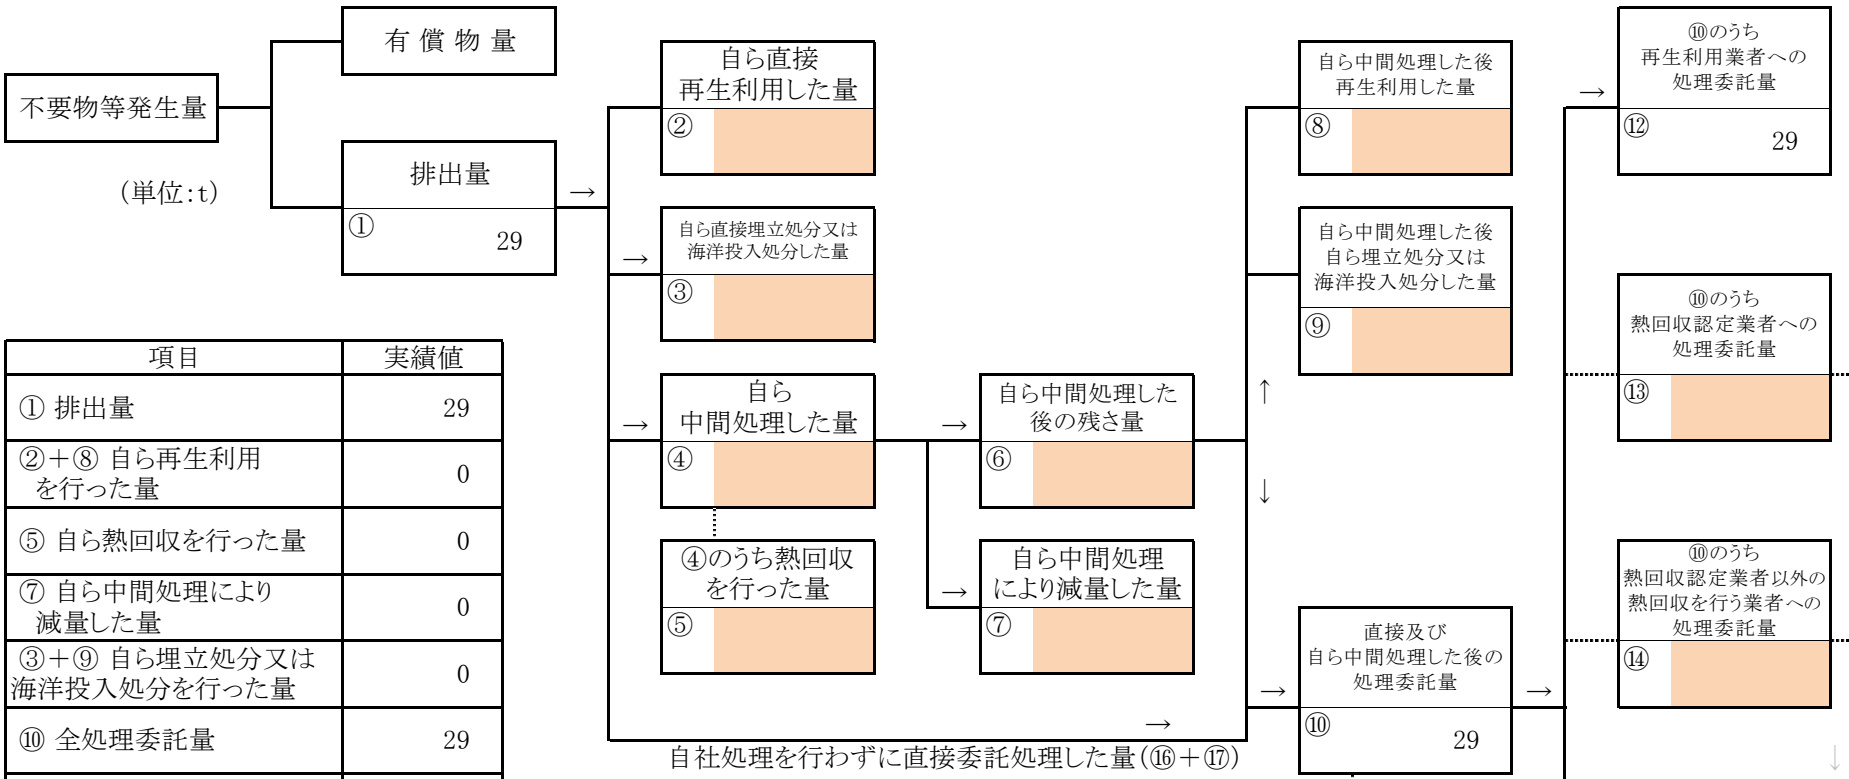 不要物等発生量
(単位:t)
有 償 物 量
排出量
①
29
→
自ら直接
再生利用した量
②
→
自ら直接埋立処分又は
海洋投入処分した量
③
→
自ら
中間処理した量
④
④のうち熱回収
を行った量
⑤
→
自ら中間処理した
後の残さ量
⑥
→
自ら中間処理
により減量した量
⑦
→
自社処理を行わずに直接委託処理した量(⑯+⑰)
自ら中間処理した後
再生利用した量
⑧
自ら中間処理した後
自ら埋立処分又は
海洋投入処分した量
⑨
↑
↓
→
直接及び
自ら中間処理した後の
処理委託量
⑩
29
→
→
⑩のうち
再生利用業者への
処理委託量
⑫
29
⑩のうち
熱回収認定業者への
処理委託量
⑬
⑩のうち
熱回収認定業者以外の
熱回収を行う業者への
処理委託量
⑭
↓
項目 実績値
① 排出量 29
②+⑧ 自ら再生利用
を行った量 0
⑤ 自ら熱回収を行った量 0
⑦ 自ら中間処理により
減量した量 0
③+⑨ 自ら埋立処分又は
海洋投入処分を行った量 0
⑩ 全処理委託量 29